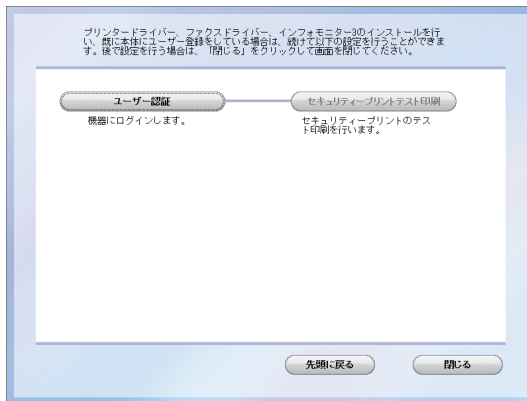 プリンタードライバー、ファクスドライバー、インフォモニター3のインストールを行
い、既に本体にユーザー登録をしている場合は、続けて以下の設定を行うことができま
す。後で設定を行う場合は、「閉じる」をクリックして画面を閉じてください。
ユーザー認証
セキュリティープリントテスト印刷
機器にログインします。
セキュリティープリントのテス
ト印刷を行います。
先頭に戻る
閉じる